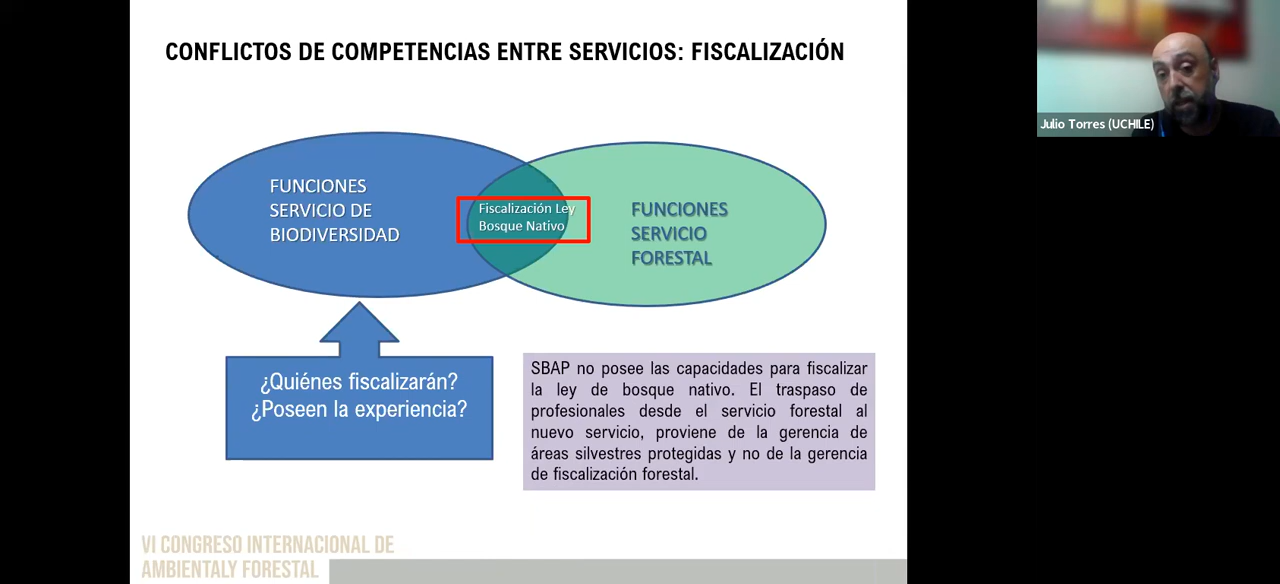 CONFLICTOS DE COMPETENCIAS ENTRE SERVICIOS: FISCALIZACIÓN
Julio Torres (UCHILE)
FUNCIONES
SERVICIO DE
BIODIVERSIDAD
Fiscalización Ley
Bosque Nativo
FUNCIONES
SERVICIO
FORESTAL
¿Quiénes fiscalizarán?
¿Poseen la experiencia?
SBAP no posee las capacidades para fiscalizar
la ley de bosque nativo. El traspaso de
profesionales desde el servicio forestal al
nuevo servicio, proviene de la gerencia de
áreas silvestres protegidas y no de la gerencia
de fiscalización forestal.
VI CONGRESO INTERNACIONAL DE
AMBIENTALY FORESTAL